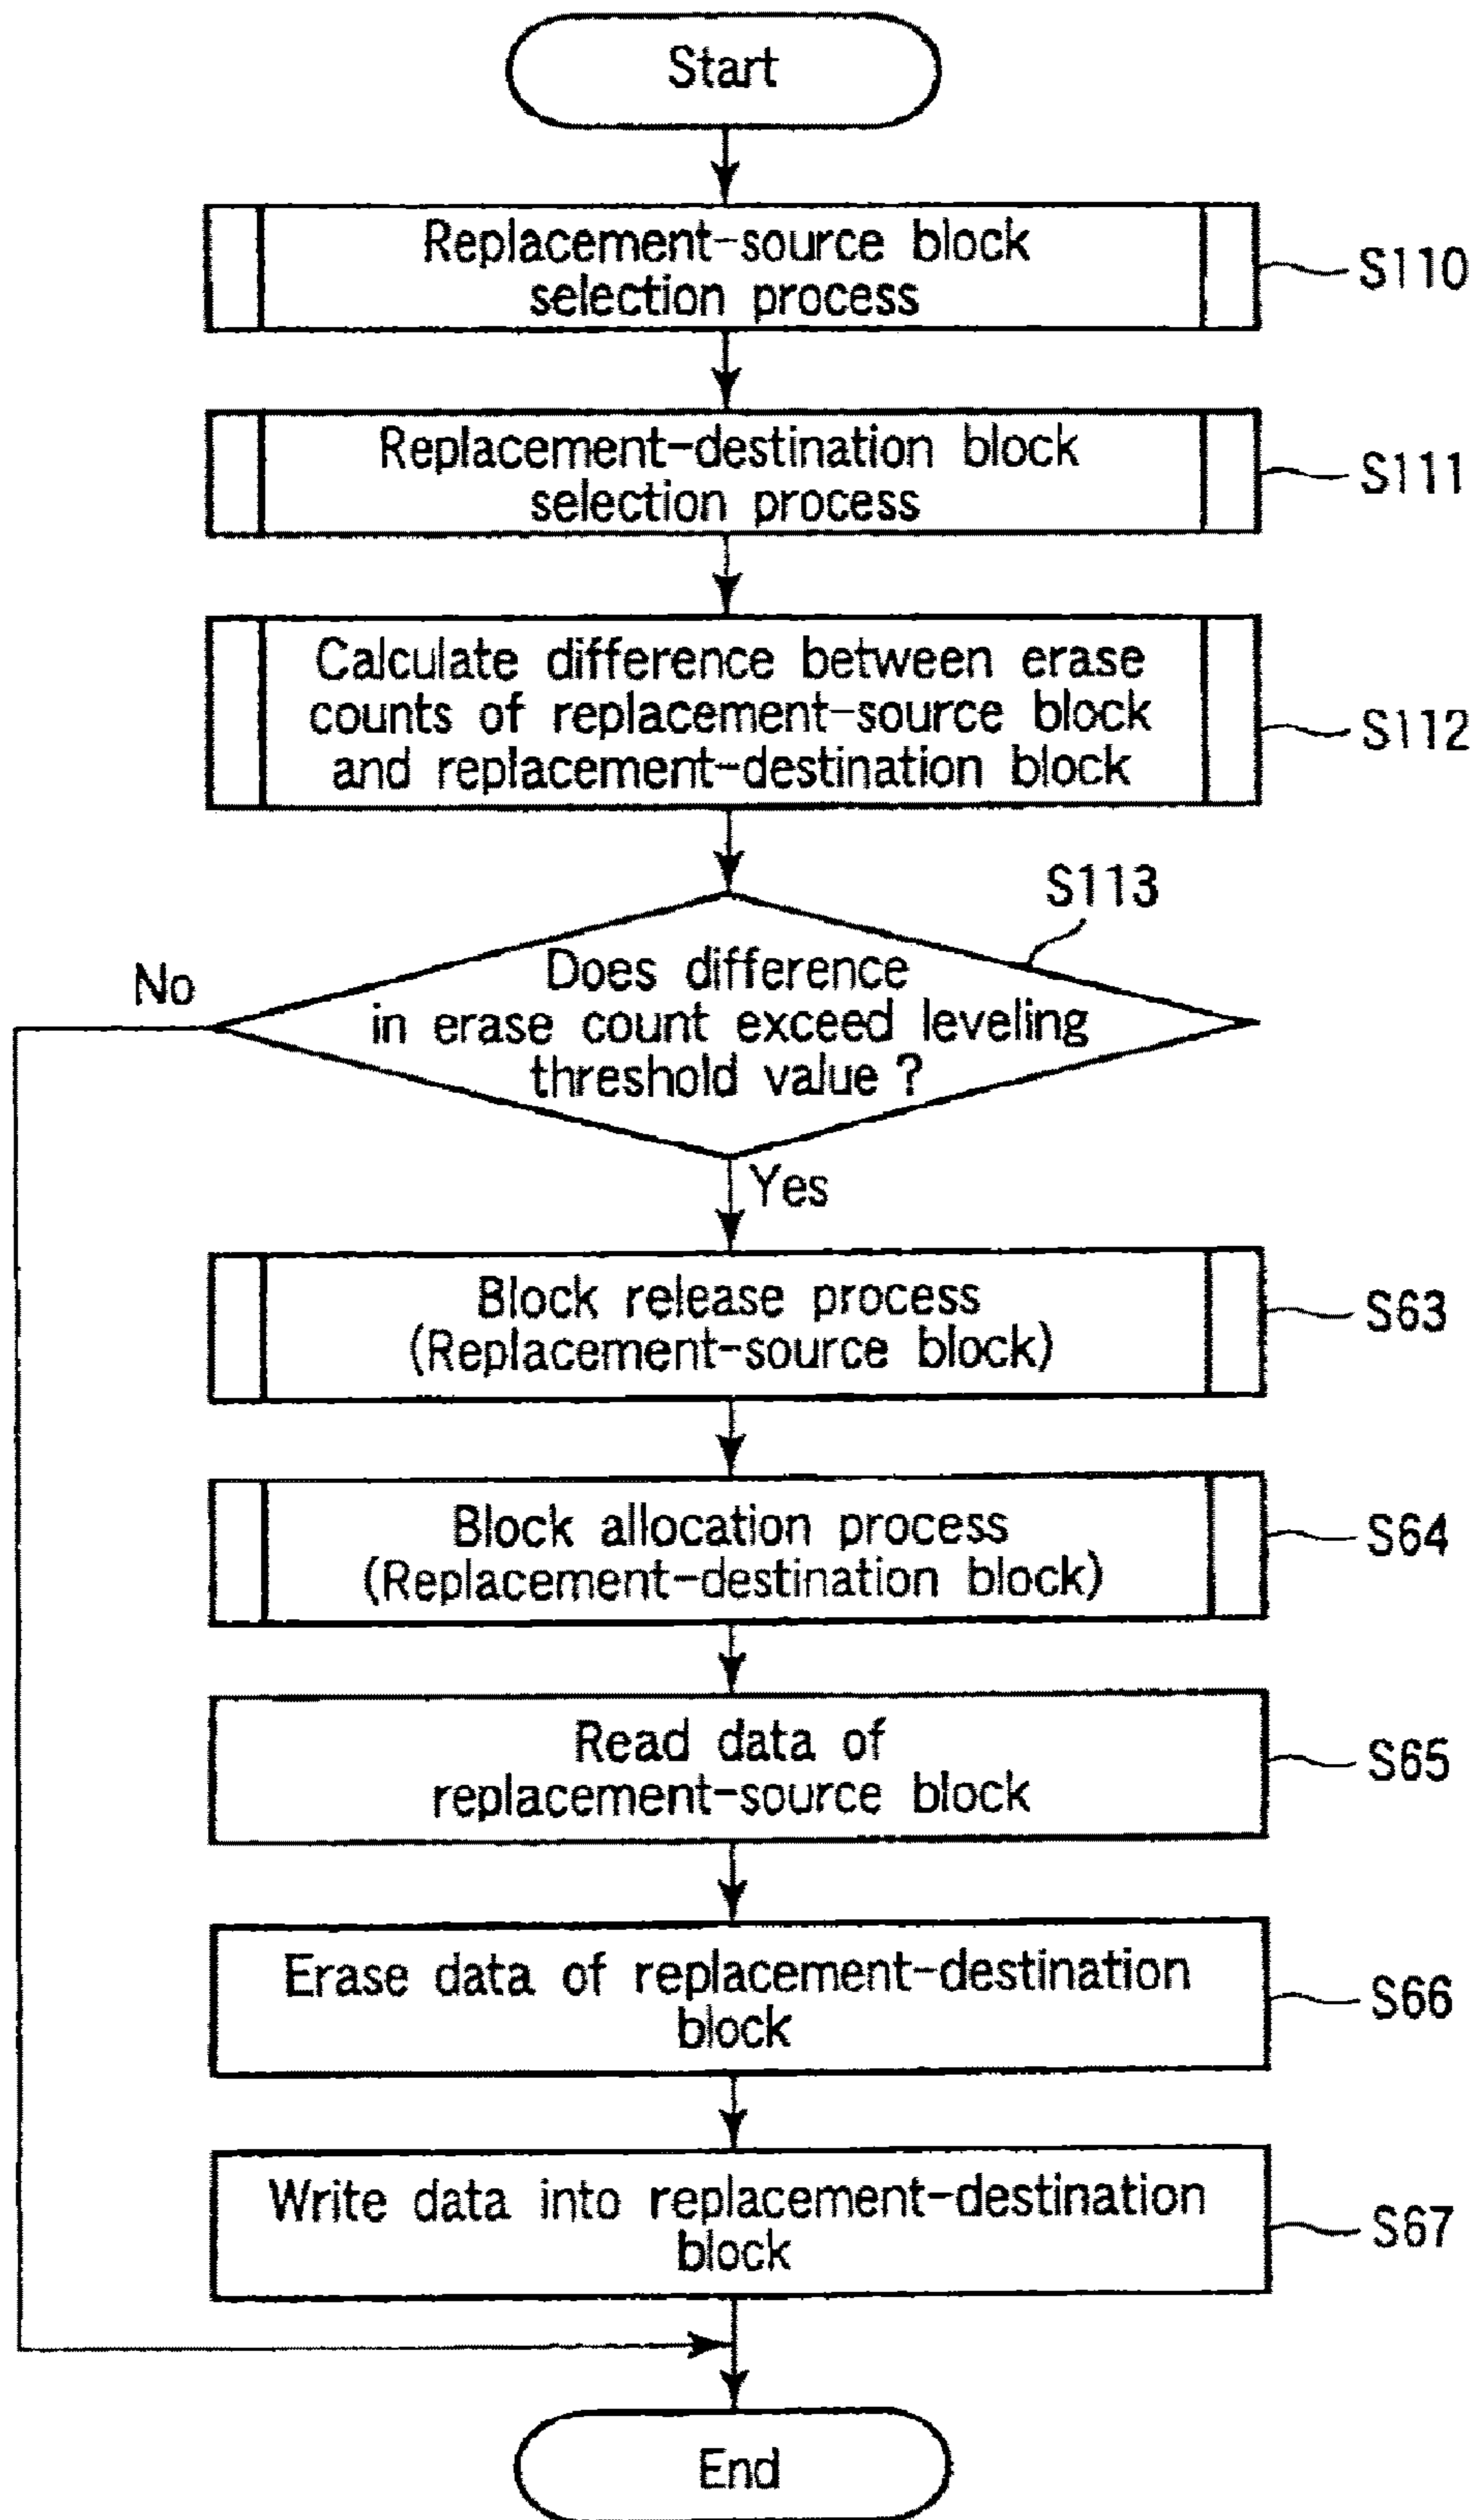 Start
Replacement-source block
selection process
S110
Replacement-destination block
selection process
S111
Calculate difference between erase
counts of replacement-source block
and replacement-destination block
S112
S113
Does difference
in erase count exceed leveling
threshold value ?
No
Yes
Block release process
(Replacement-source block)
S63
Block allocation process
(Replacement-destination block)
S64
Read data of
replacement-source block
S65
Erase data of replacement-destination
block
S66
Write data into replacement-destination
block
S67
End